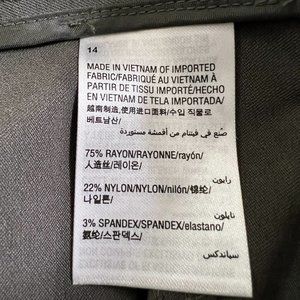 14
MADE IN VIETNAM OF IMPORTED
FABRIC/FABRIQUÉ AU VIETNAM À
PARTIR DE TISSU IMPORTÉ/HECHO
EN VIETNAM DE TELA IMPORTADA/
越南制造,使用进口面料/수입소재로
베트남산/
صُنع في فيتنام من أقمشة مستوردة
75% RAYON/RAYONNE/rayón/
人造丝/레이온/
رايون
22% NYLON/NYLON/nilón/锦纶/
나일론/
نايلون
3% SPANDEX/SPANDEX/elastano/
氨纶/스판덱스/
سباندكس